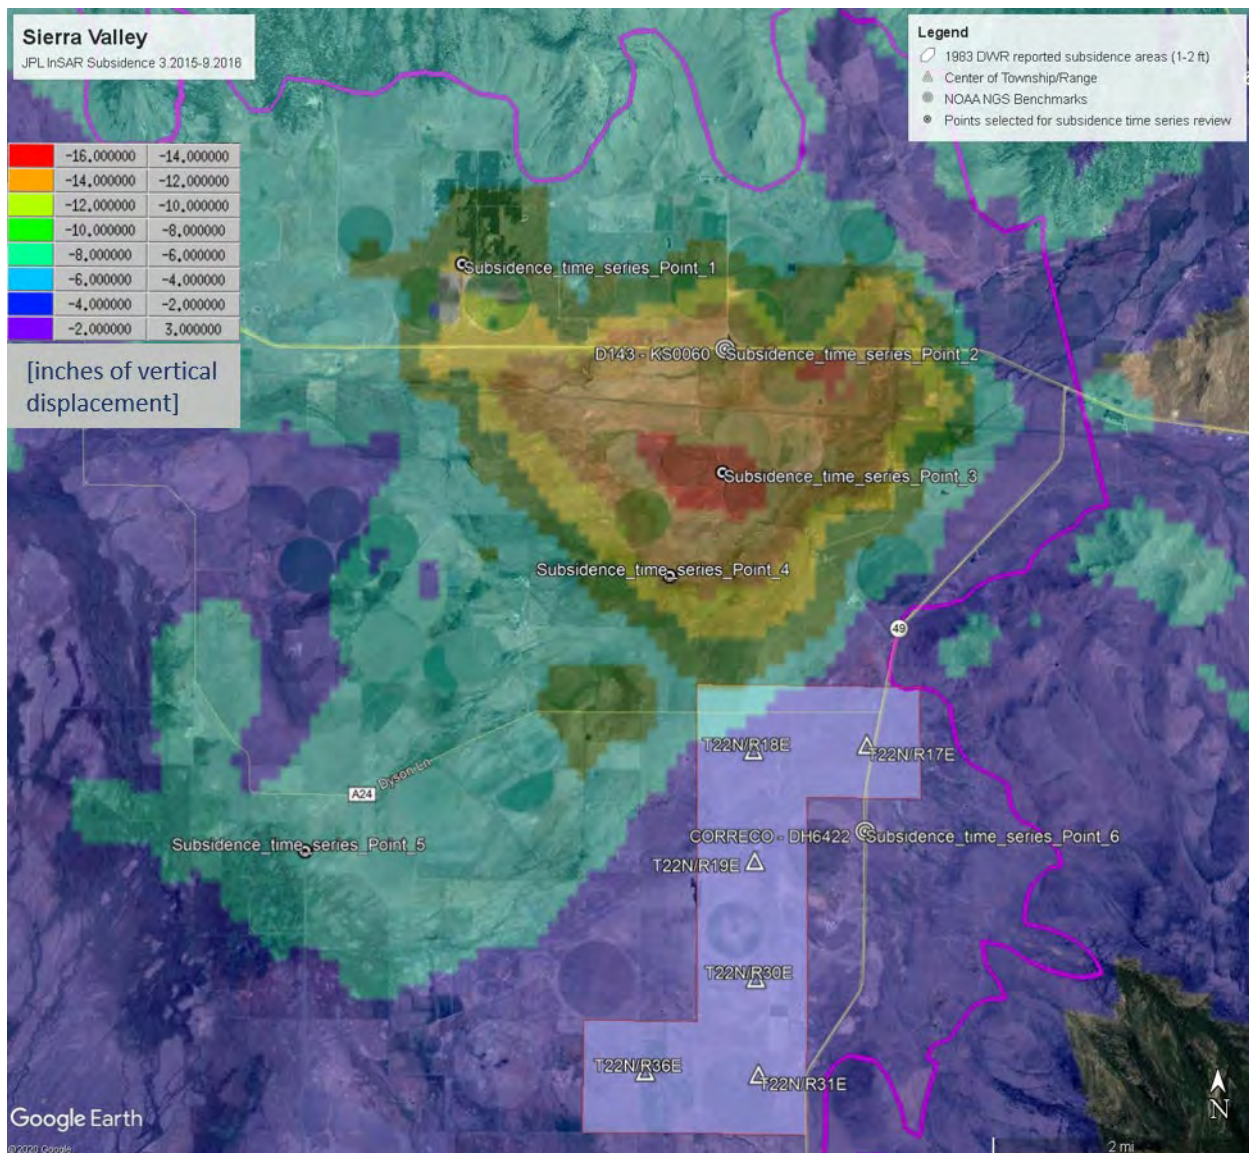 Sierra Valley
JPL InSAR Subsidence 3.2015-9.2016
Legend
1983 DWR reported subsidence areas (1-2 ft)
Center of Township/Range
NOAA NGS Benchmarks
Points selected for subsidence time series review
-16.000000 -14.000000
-14.000000 -12.000000
-12.000000 -10.000000
-10.000000 -8.000000
-8.000000 -6.000000
-6.000000 -4.000000
-4.000000 -2.000000
-2.000000 3.000000
[inches of vertical
displacement]
Subsidence_time_series_Point_1
D143 - KS0060
Subsidence_time_series_Point_2
Subsidence_time_series_Point_3
Subsidence_time_series_Point_4
49
T22N/R18E
T22N/R17E
A24
Dyson Ln
CORRECO - DH6422
Subsidence_time_series_Point_6
Subsidence_time_series_Point_5
T22N/R19E
T22N/R30E
T22N/R36E
T22N/R31E
N
Google Earth
©2020 Google
2 mi